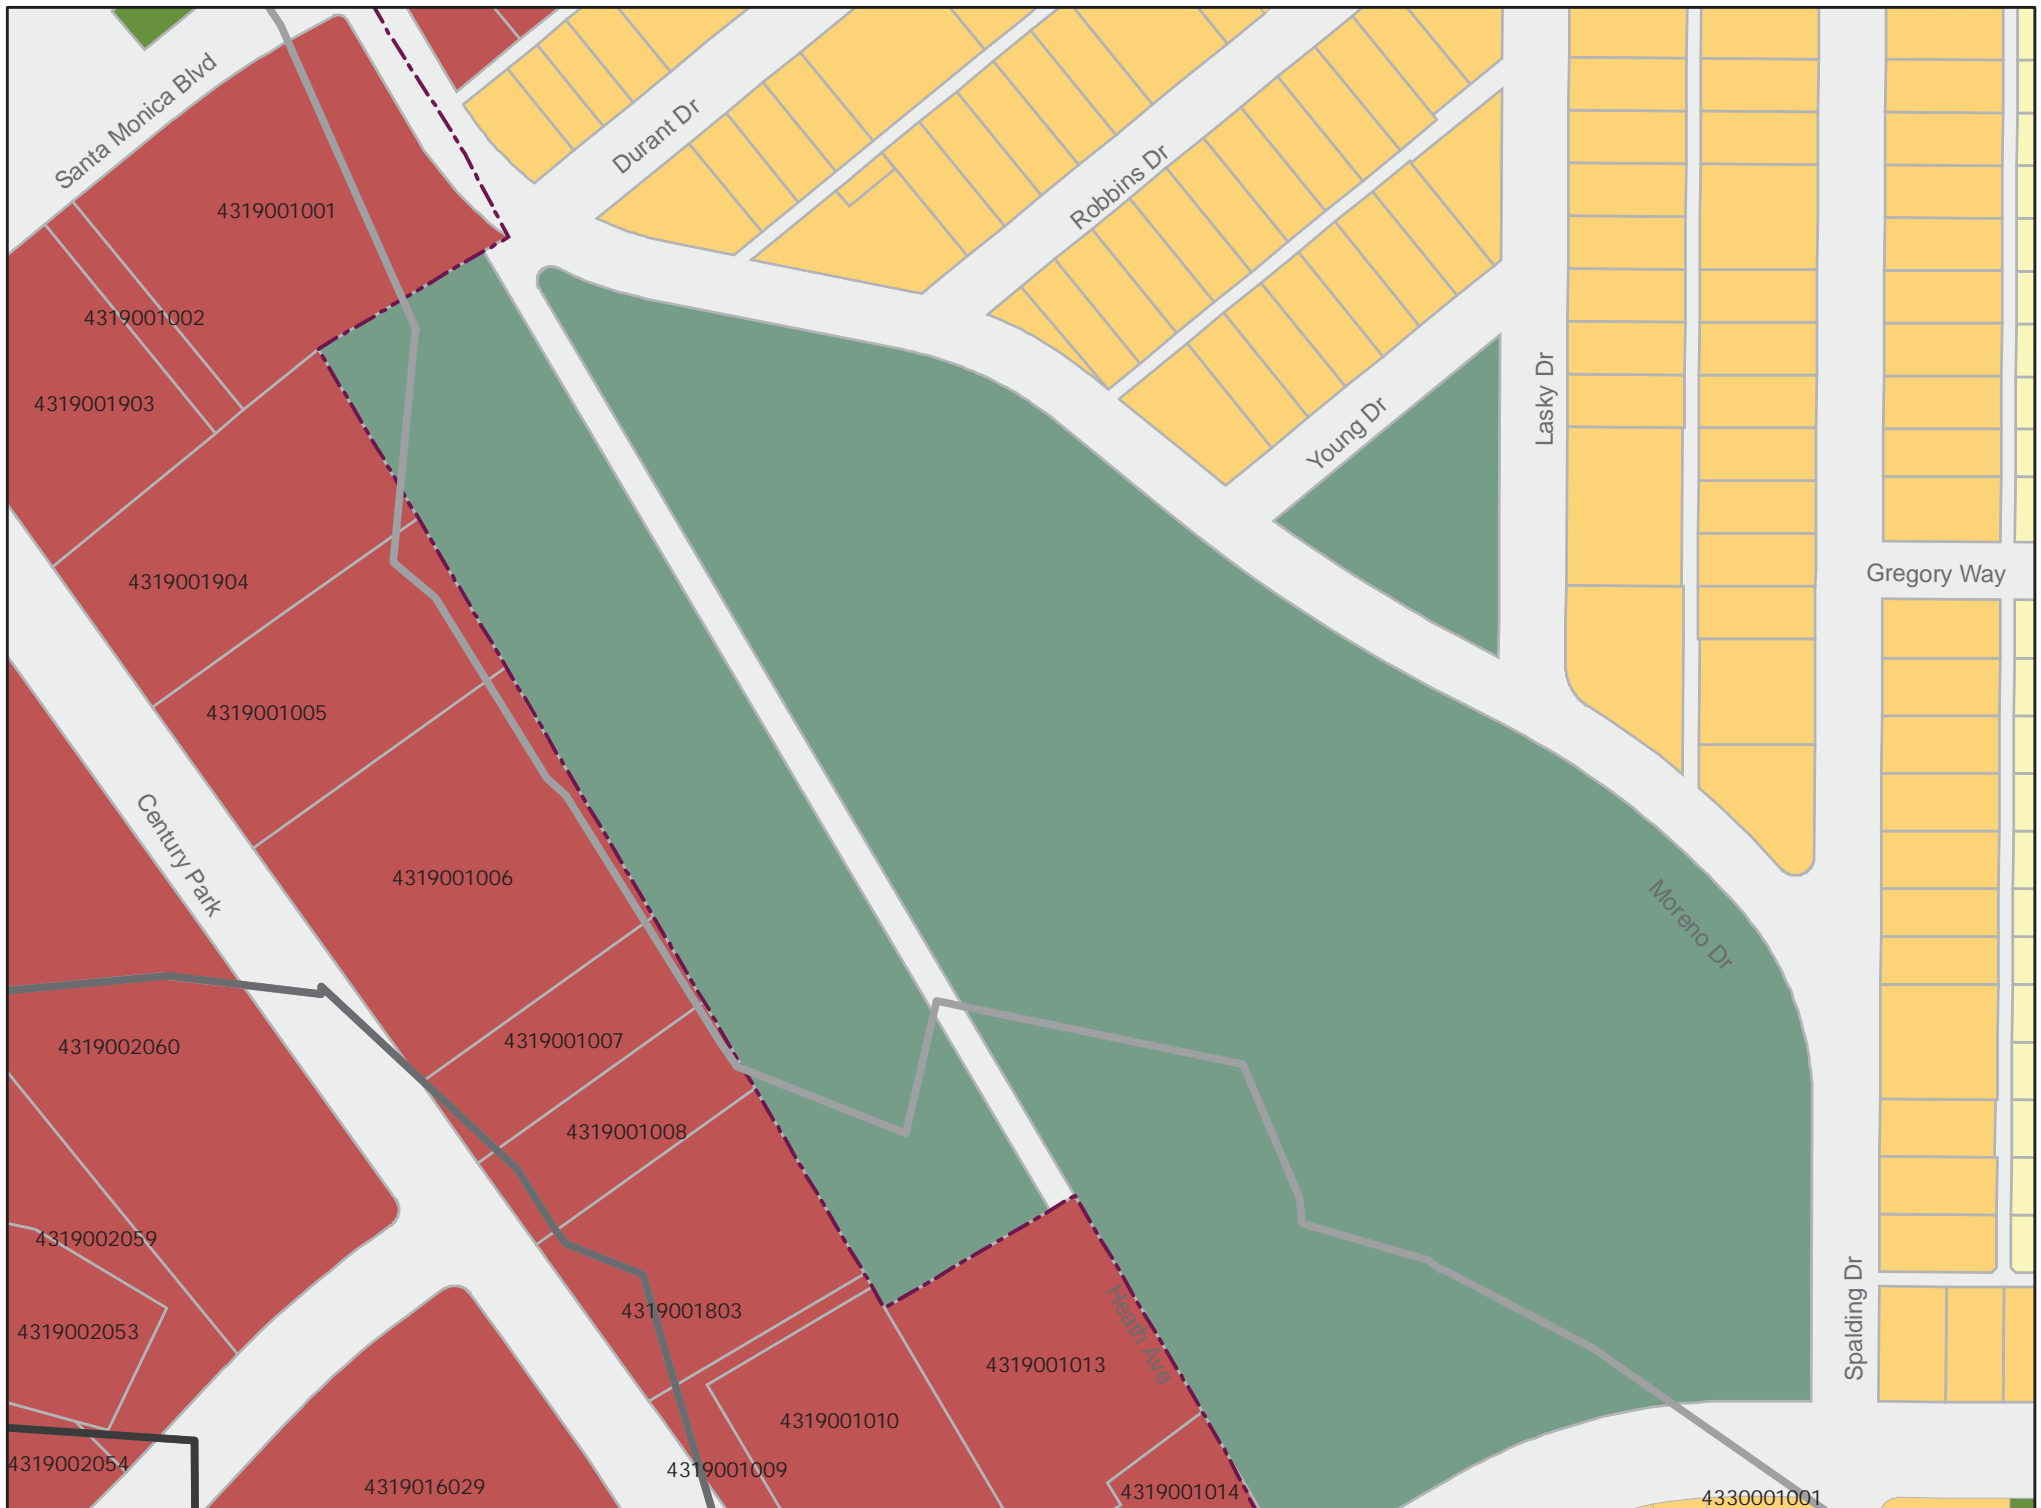 Santa Monica Blvd
Durant Dr
Robbins Dr
4319001001
4319001002
Lasky Dr
4319001903
Young Dr
4319001904
Gregory Way
4319001005
Century Park
4319001006
Moreno Dr
4319001007
4319002060
4319001008
4319002059
4319001803
Spalding Dr
4319002053
Heath Ave
4319001013
4319001010
4319002054
4319001009
4319016029
4319001014
4330001001